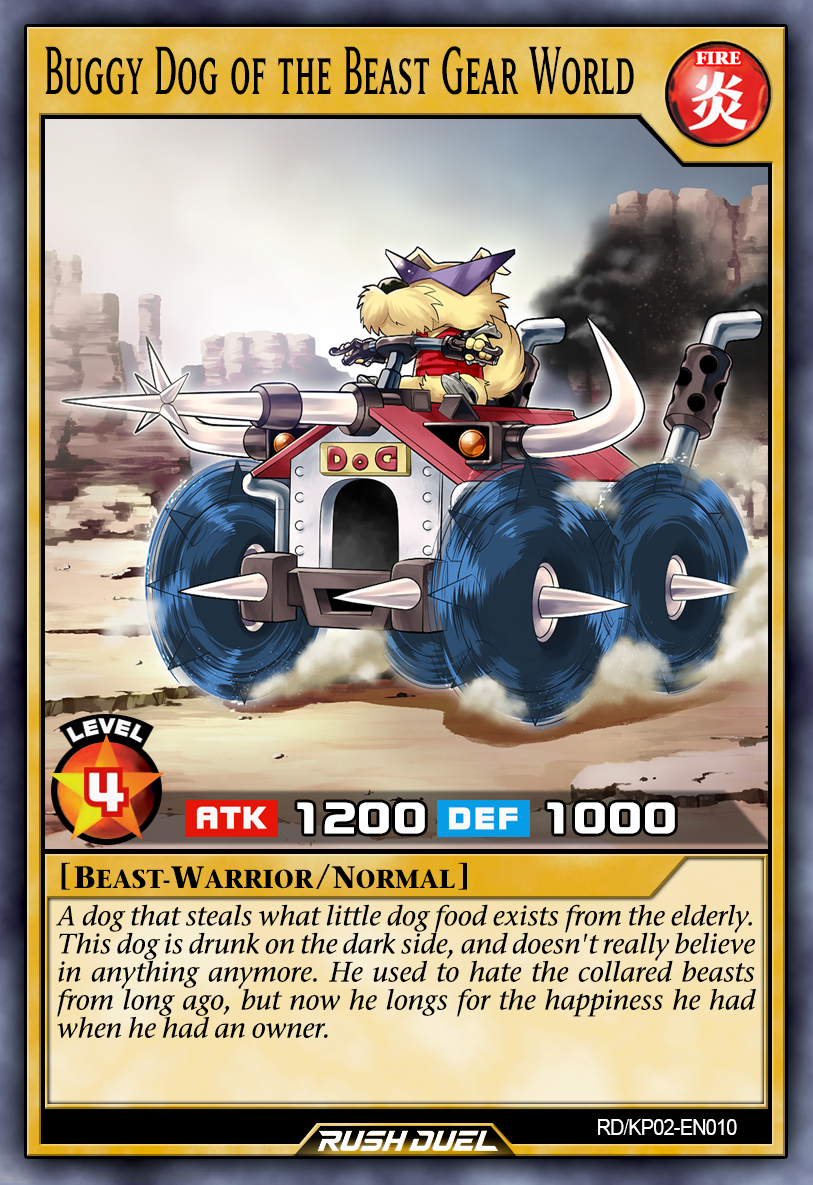 Buggy Dog of the Beast Gear World
FIRE
炎
DoG
LEVEL
4
ATK 1200 DEF 1000
[Beast-Warrior/Normal]
A dog that steals what little dog food exists from the elderly.
This dog is drunk on the dark side, and doesn't really believe
in anything anymore. He used to hate the collared beasts
from long ago, but now he longs for the happiness he had
when he had an owner.
RD/KP02-EN010
RUSH DUEL